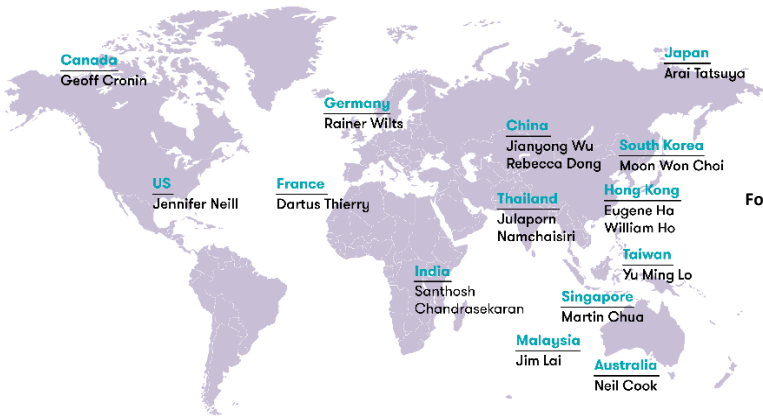 Canada
Geoff Cronin
Japan
Arai Tatsuya
Germany
Rainer Wilts
China
Jianyong Wu
Rebecca Dong
South Korea
Moon Won Choi
US
Jennifer Neill
France
Dartus Thierry
Thailand
Julaporn
Namchaisiri
Hong Kong
Eugene Ha
William Ho
Fo
Taiwan
Yu Ming Lo
India
Santhosh
Chandrasekaran
Singapore
Martin Chua
Malaysia
Jim Lai
Australia
Neil Cook